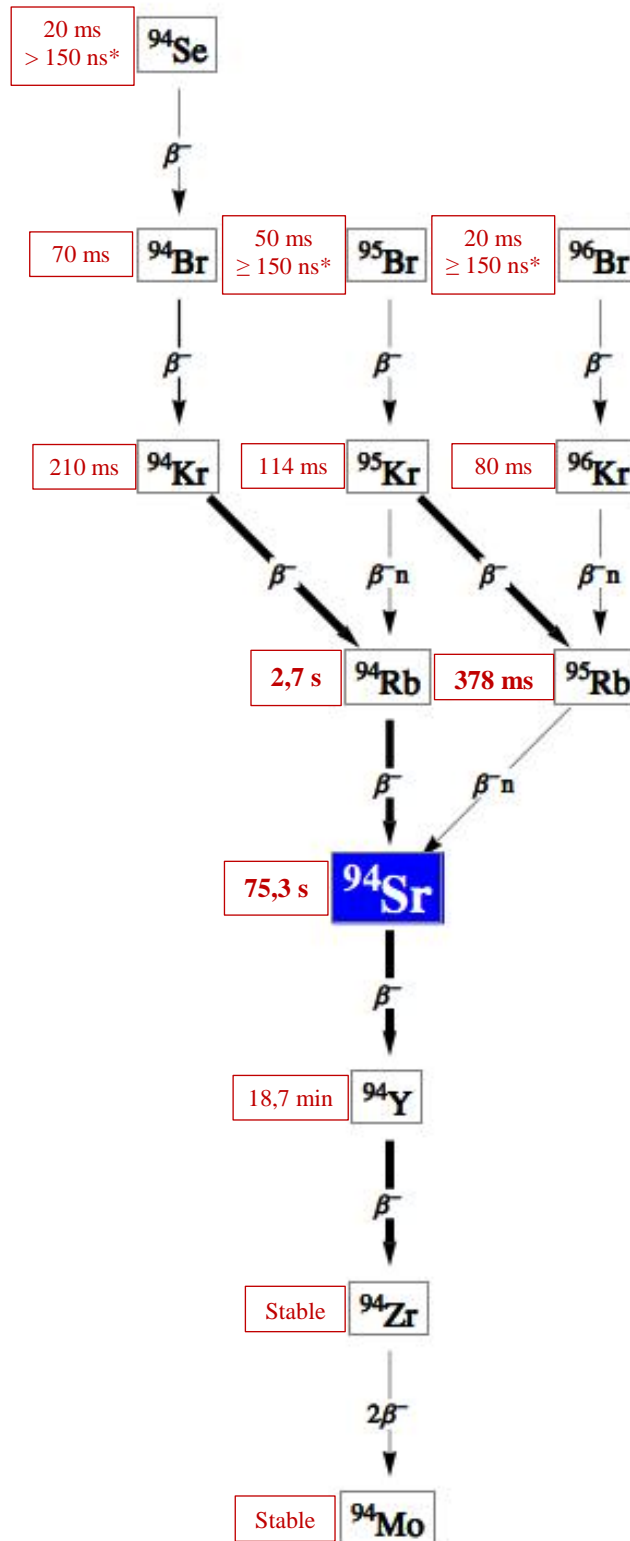 20 ms
> 150 ns*
⁹⁴Se
β⁻
70 ms
⁹⁴Br
50 ms
≥ 150 ns*
⁹⁵Br
20 ms
≥ 150 ns*
⁹⁶Br
β⁻
β⁻
β⁻
210 ms
⁹⁴Kr
114 ms
⁹⁵Kr
80 ms
⁹⁶Kr
β⁻
β⁻n
β⁻
β⁻n
2,7 s
⁹⁴Rb
378 ms
⁹⁵Rb
β⁻
β⁻n
75,3 s
⁹⁴Sr
β⁻
18,7 min
⁹⁴Y
β⁻
Stable
⁹⁴Zr
2β⁻
Stable
⁹⁴Mo